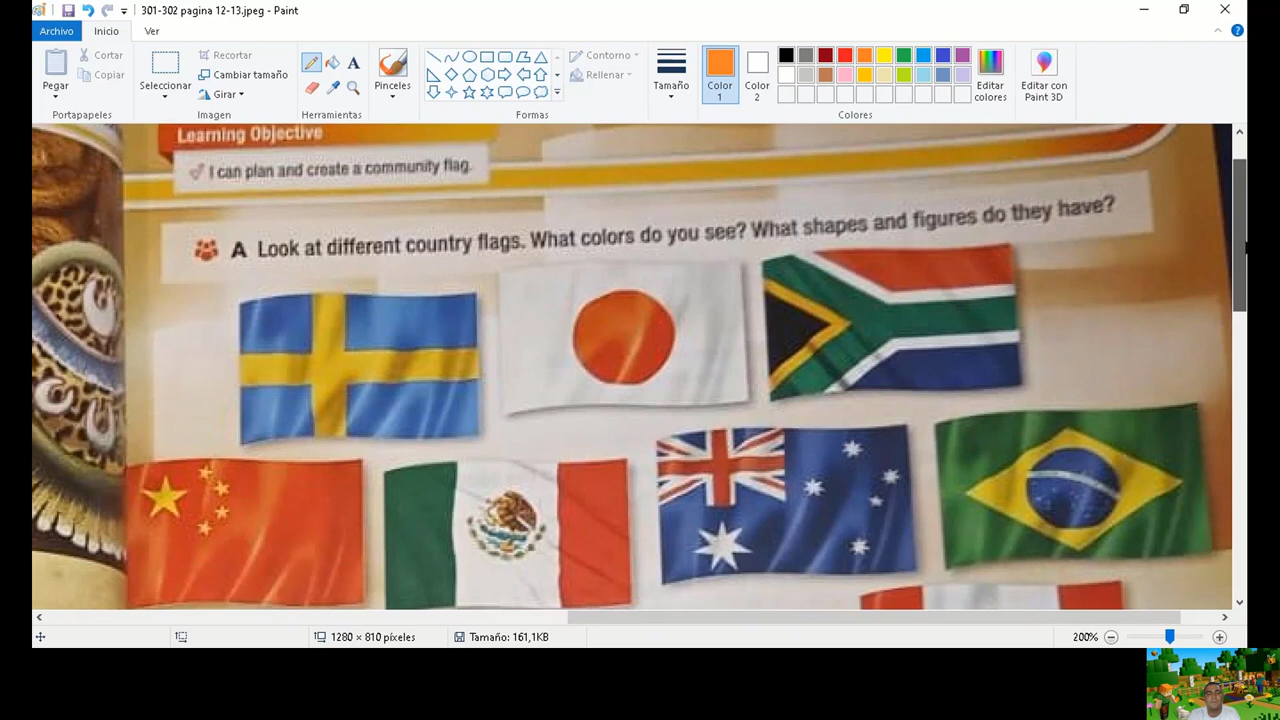 301-302 pagina 12-13.jpeg - Paint
Archivo
Inicio
Ver
Pegar
Cortar
Copiar
Portapapeles
Seleccionar
Recortar
Cambiar tamaño
Girar
Imagen
A
Herramientas
Pinceles
Contorno
Rellenar
Formas
Tamaño
Color
1
Color
2
Editar
colores
Colores
Editar con
Paint 3D
Learning Objective
I can plan and create a community flag.
A Look at different country flags. What colors do you see? What shapes and figures do they have?
1280 × 810 píxeles
Tamaño: 161,1KB
200%